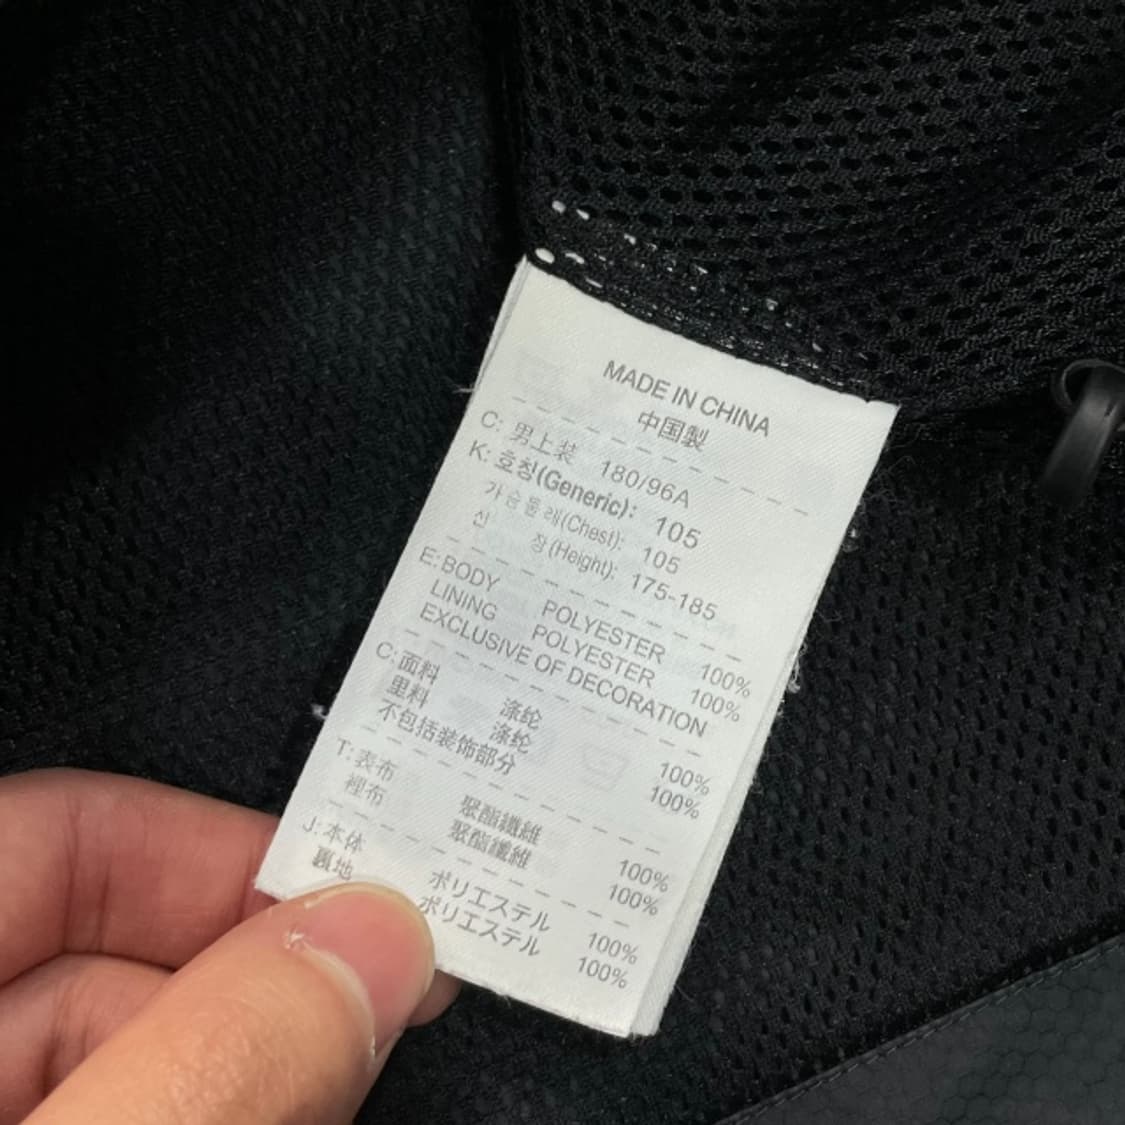 MADE IN CHINA
中国製
C: 男上装 180/96A
K: 호칭(Generic): 105
가슴둘레(Chest): 105
신 장(Height): 175-185
E: BODY POLYESTER 100%
LINING POLYESTER 100%
EXCLUSIVE OF DECORATION
C: 面料 涤纶 100%
里料 涤纶 100%
不包括装饰部分
T: 表布 聚酯纖維 100%
裡布 聚酯纖維 100%
J: 本体 ポリエステル 100%
裏地 ポリエステル 100%